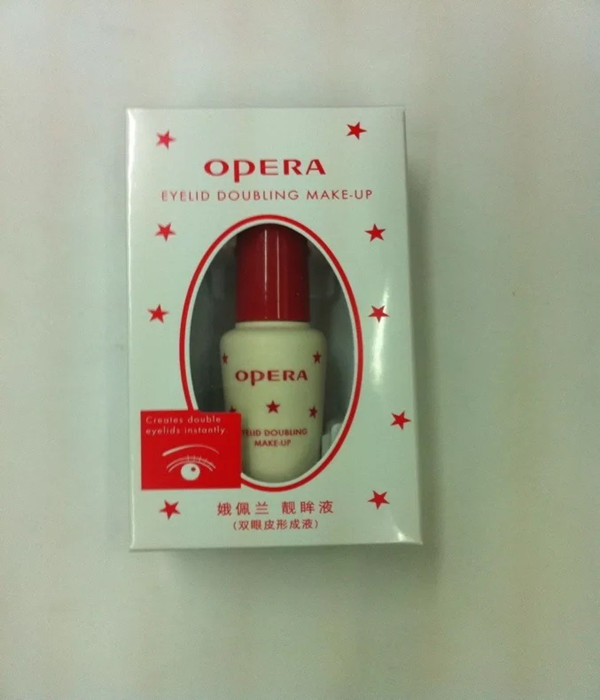 OPERA
EYELID DOUBLING MAKE-UP
OPERA
DOUBLING
MAKE-UP
Creates double
eyelids instantly
娥佩兰 靓眸液
(双眼皮形成液)